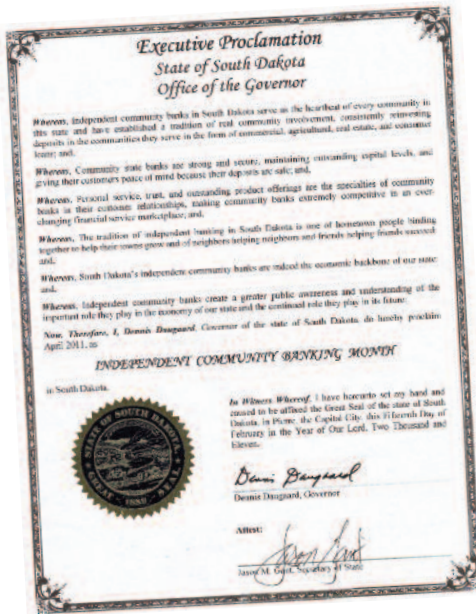 Executive Proclamation
State of South Dakota
Office of the Governor
Whereas, Independent community banks in South Dakota serve as the heartbeat of every community in
this state and have established a tradition of real community involvement, consistently reinvesting
deposits in the communities they serve in the form of commercial, agricultural, real estate, and consumer
loans; and,
Whereas, Community state banks are strong and secure, maintaining outstanding capital levels, and
giving their customers peace of mind because their deposits are safe; and,
Whereas, Personal service, trust, and outstanding product offerings are the specialties of community
banks in their customer relationships, making community banks extremely competitive in an ever-
changing financial service marketplace; and,
Whereas, The tradition of independent banking in South Dakota is one of hometown people binding
together to help their towns grow and of neighbors helping neighbors and friends helping friends succeed;
and,
Whereas, South Dakota's independent community banks are indeed the economic backbone of our state;
and,
Whereas, Independent community banks create a greater public awareness and understanding of the
important role they play in the economy of our state and the continued role they play in its future.
Now, Therefore, I, Dennis Daugaard, Governor of the state of South Dakota, do hereby proclaim
April 2011, as
INDEPENDENT COMMUNITY BANKING MONTH
in South Dakota.
In Witness Whereof, I have hereunto set my hand and
caused to be affixed the Great Seal of the state of South
Dakota, in Pierre, the Capital City, this Fifteenth Day of
February in the Year of Our Lord, Two Thousand and
Eleven.
STATE OF SOUTH DAKOTA
GREAT SEAL
1889
Dennis Daugaard
Dennis Daugaard, Governor
Attest:
Jason Gant
Jason M. Gant, Secretary of State